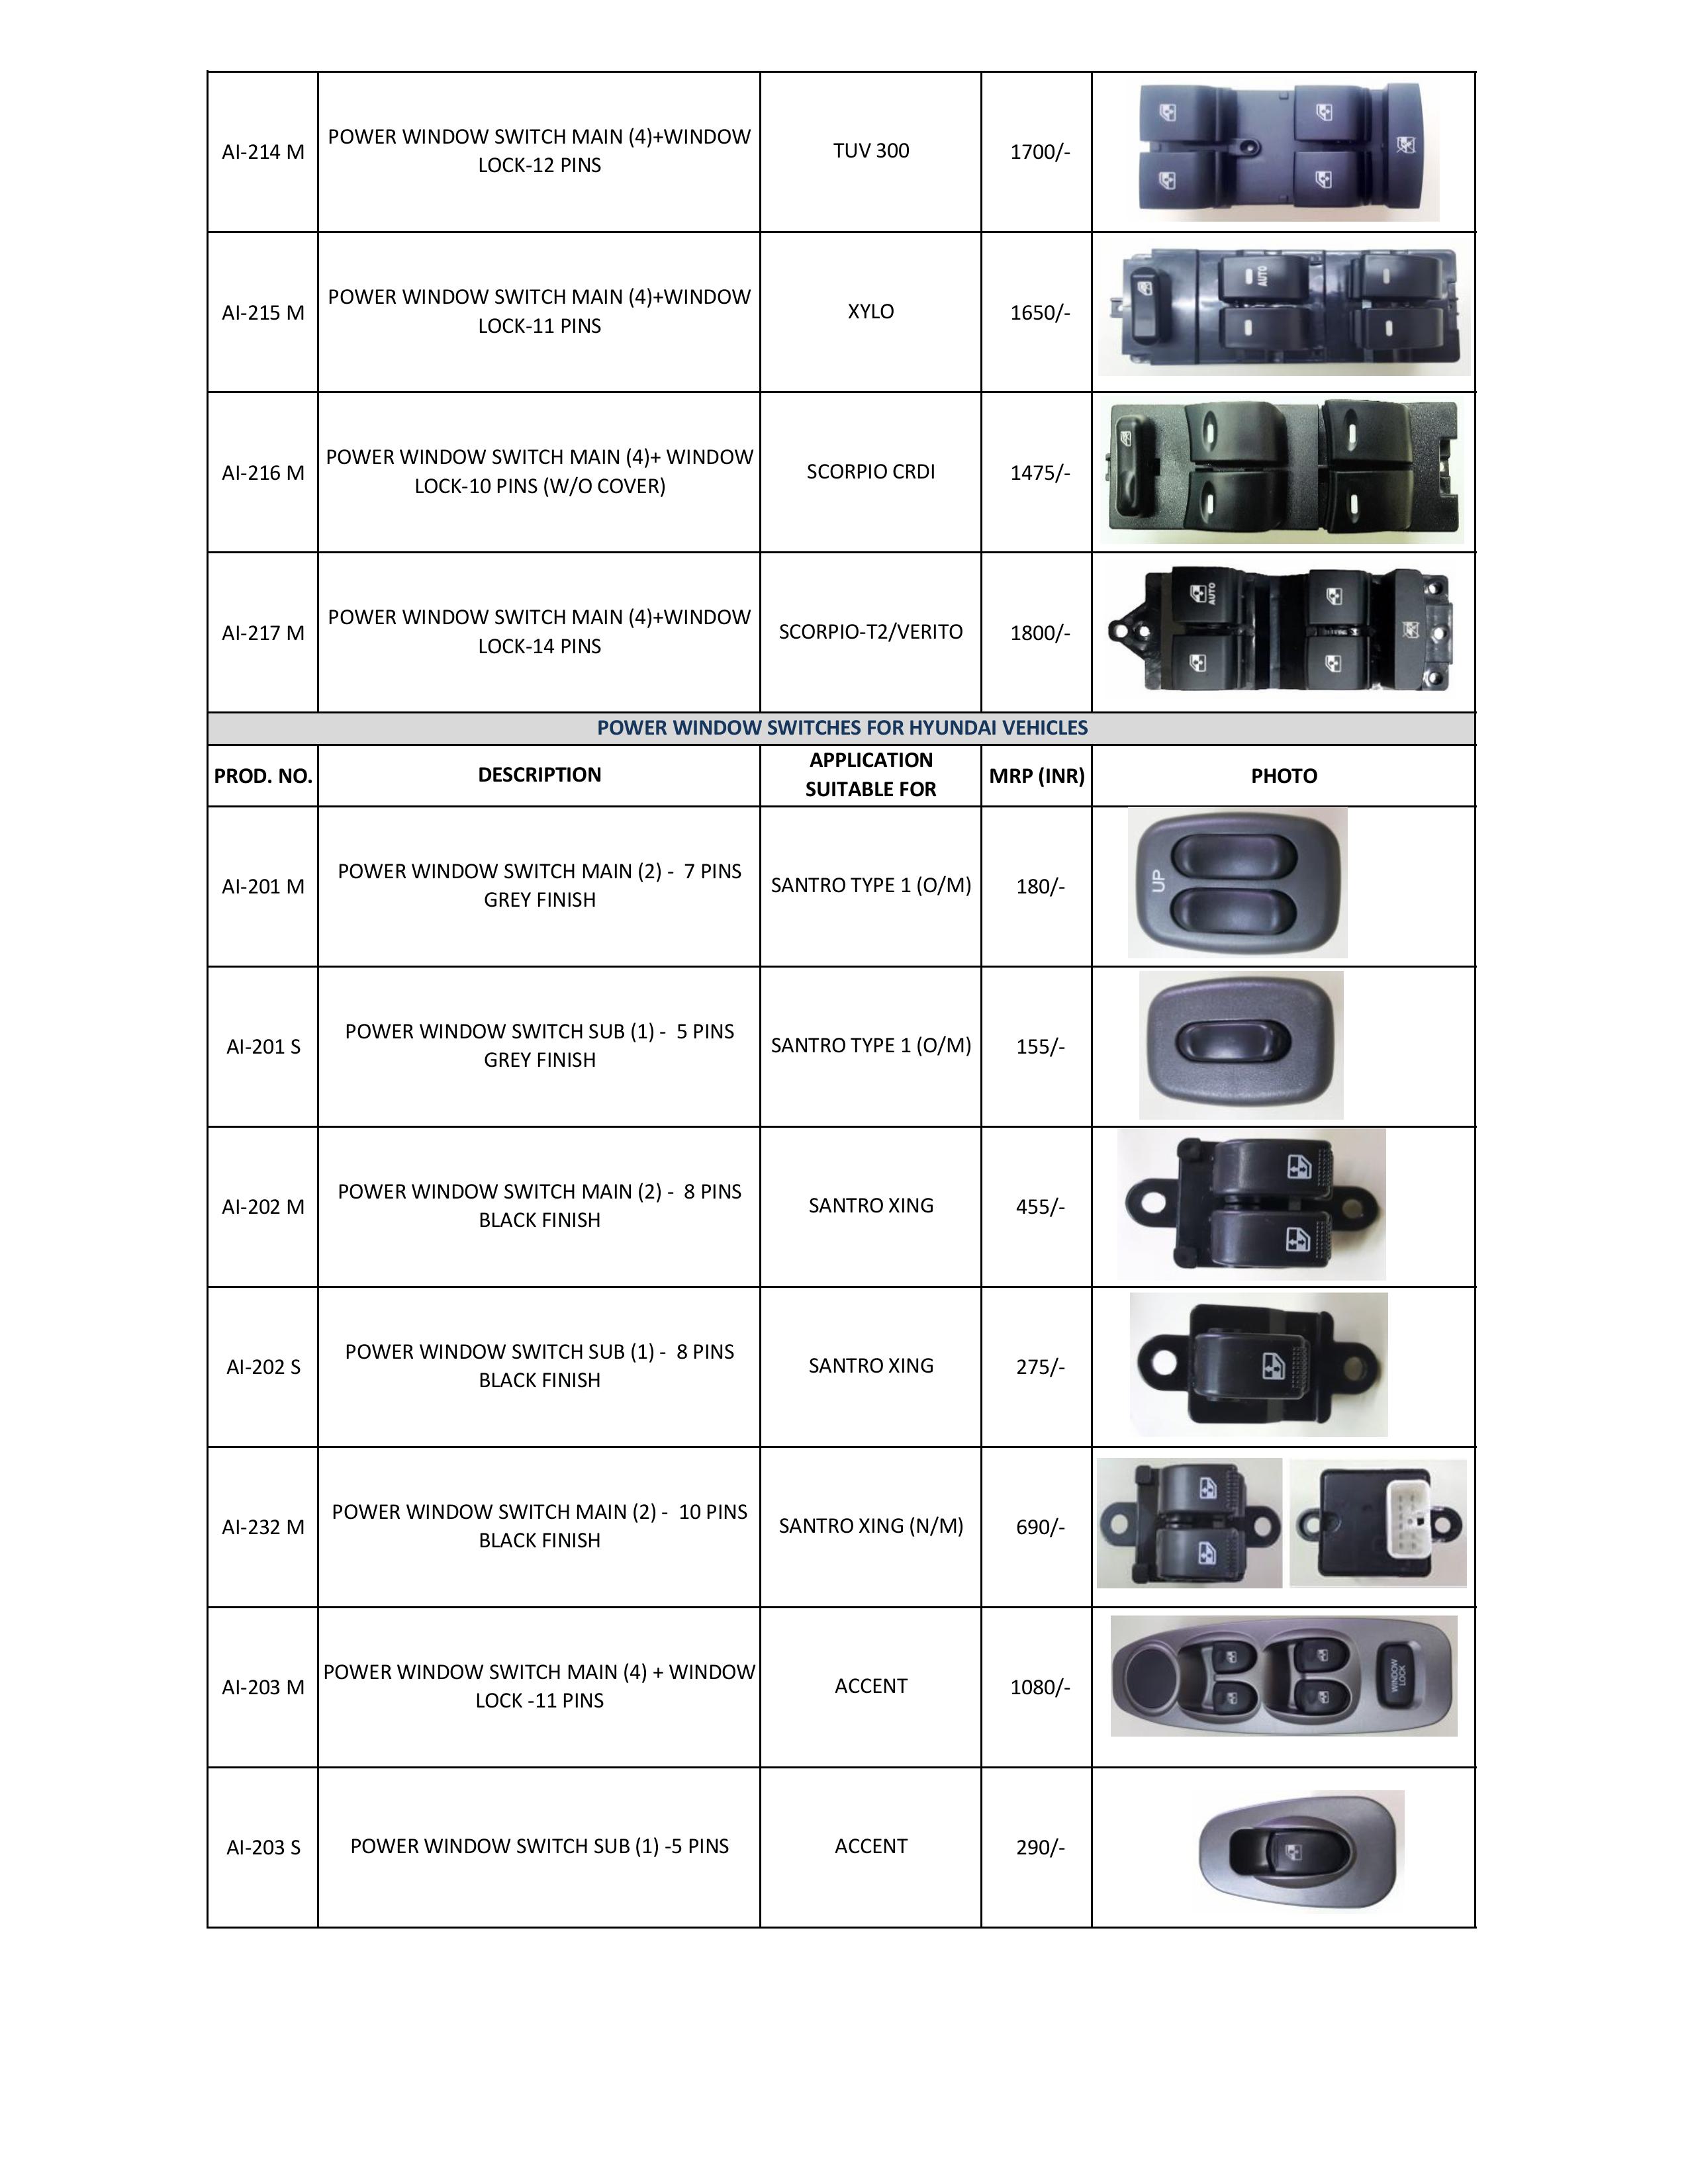 AI-214 M
POWER WINDOW SWITCH MAIN (4)+WINDOW
LOCK-12 PINS
TUV 300
1700/-
AI-215 M
POWER WINDOW SWITCH MAIN (4)+WINDOW
LOCK-11 PINS
XYLO
1650/-
AUTO
AI-216 M
POWER WINDOW SWITCH MAIN (4)+ WINDOW
LOCK-10 PINS (W/O COVER)
SCORPIO CRDI
1475/-
AI-217 M
POWER WINDOW SWITCH MAIN (4)+WINDOW
LOCK-14 PINS
SCORPIO-T2/VERITO
1800/-
AUTO
POWER WINDOW SWITCHES FOR HYUNDAI VEHICLES
PROD. NO.
DESCRIPTION
APPLICATION
SUITABLE FOR
MRP (INR)
PHOTO
AI-201 M
POWER WINDOW SWITCH MAIN (2) - 7 PINS
GREY FINISH
SANTRO TYPE 1 (O/M)
180/-
UP
AI-201 S
POWER WINDOW SWITCH SUB (1) - 5 PINS
GREY FINISH
SANTRO TYPE 1 (O/M)
155/-
AI-202 M
POWER WINDOW SWITCH MAIN (2) - 8 PINS
BLACK FINISH
SANTRO XING
455/-
AI-202 S
POWER WINDOW SWITCH SUB (1) - 8 PINS
BLACK FINISH
SANTRO XING
275/-
AI-232 M
POWER WINDOW SWITCH MAIN (2) - 10 PINS
BLACK FINISH
SANTRO XING (N/M)
690/-
AI-203 M
POWER WINDOW SWITCH MAIN (4) + WINDOW
LOCK -11 PINS
ACCENT
1080/-
WINDOW
LOCK
AI-203 S
POWER WINDOW SWITCH SUB (1) -5 PINS
ACCENT
290/-